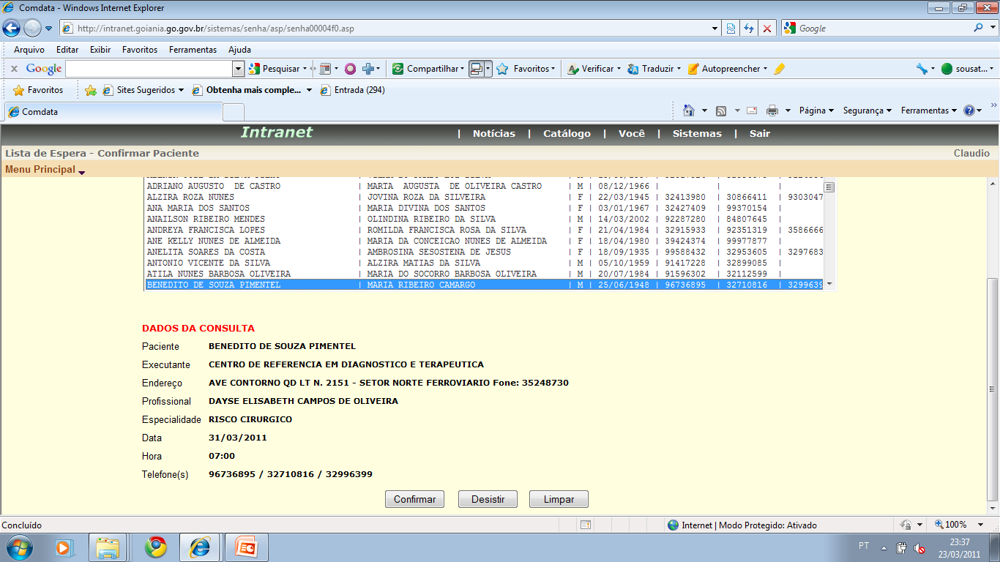 Comdata - Windows Internet Explorer
http://intranet.goiania.go.gov.br/sistemas/senha/asp/senha00004f0.asp
Google
Arquivo Editar Exibir Favoritos Ferramentas Ajuda
x Google Pesquisar Compartilhar Favoritos Verificar Traduzir Autopreencher sousat...
Favoritos Sites Sugeridos Obtenha mais comple... Entrada (294)
Comdata Página Segurança Ferramentas
Intranet | Notícias | Catálogo | Você | Sistemas | Sair
Lista de Espera - Confirmar Paciente Claudio
Menu Principal
ADRIANO AUGUSTO DE CASTRO | MARTA AUGUSTA DE OLIVEIRA CASTRO | M | 08/12/1966 | | |
ALZIRA ROZA NUNES | JOVINA ROZA DA SILVEIRA | F | 22/03/1945 | 32413980 | 30866411 | 9303047
ANA MARIA DOS SANTOS | MARIA DIVINA DOS SANTOS | F | 03/01/1967 | 32427409 | 99370154 |
ANAILSON RIBEIRO MENDES | OLINDINA RIBEIRO DA SILVA | M | 14/03/2002 | 92287280 | 84807645 |
ANDREYA FRANCISCA LOPES | ROMILDA FRANCISCA ROSA DA SILVA | F | 21/04/1984 | 32915933 | 92351319 | 3586666
ANE KELLY NUNES DE ALMEIDA | MARIA DA CONCEICAO NUNES DE ALMEIDA | F | 18/04/1980 | 39424374 | 99977877 |
ANELITA SOARES DA COSTA | AMBROSINA SESOSTENA DE JESUS | F | 18/09/1935 | 99588432 | 32953605 | 3297683
ANTONIO VICENTE DA SILVA | ALZIRA MATIAS DA SILVA | M | 05/10/1959 | 91417228 | 32899085 |
ATILA NUNES BARBOSA OLIVEIRA | MARIA DO SOCORRO BARBOSA OLIVEIRA | M | 20/07/1984 | 91596302 | 32112599 |
BENEDITO DE SOUZA PIMENTEL | MARIA RIBEIRO CAMARGO | M | 25/06/1948 | 96736895 | 32710816 | 3299639
DADOS DA CONSULTA
Paciente BENEDITO DE SOUZA PIMENTEL
Executante CENTRO DE REFERENCIA EM DIAGNOSTICO E TERAPEUTICA
Endereço AVE CONTORNO QD LT N. 2151 - SETOR NORTE FERROVIARIO Fone: 35248730
Profissional DAYSE ELISABETH CAMPOS DE OLIVEIRA
Especialidade RISCO CIRURGICO
Data 31/03/2011
Hora 07:00
Telefone(s) 96736895 / 32710816 / 32996399
Confirmar Desistir Limpar
Concluído Internet | Modo Protegido: Ativado 100%
PT 23:37
23/03/2011